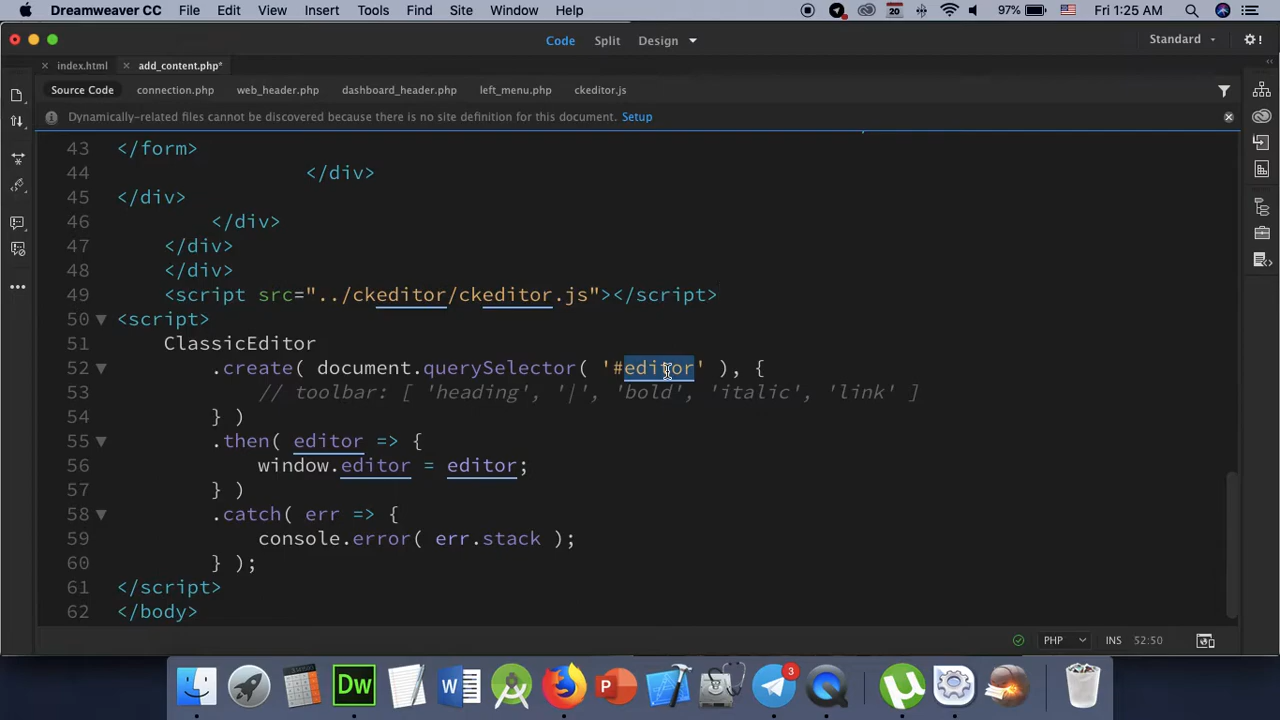 Dreamweaver CC File Edit View Insert Tools Find Site Window Help 20 97% Fri 1:25 AM
Code Split Design Standard
index.html add_content.php*
Source Code connection.php web_header.php dashboard_header.php left_menu.php ckeditor.js
Dynamically-related files cannot be discovered because there is no site definition for this document. Setup
43 </form>
44 </div>
45 </div>
46 </div>
47 </div>
48 </div>
49 <script src="../ckeditor/ckeditor.js"></script>
50 <script>
51 ClassicEditor
52 .create( document.querySelector( '#editor' ), {
53 // toolbar: [ 'heading', '|', 'bold', 'italic', 'link' ]
54 } )
55 .then( editor => {
56 window.editor = editor;
57 } )
58 .catch( err => {
59 console.error( err.stack );
60 } );
61 </script>
62 </body>
PHP INS 52:50
Dw W P 3 µ